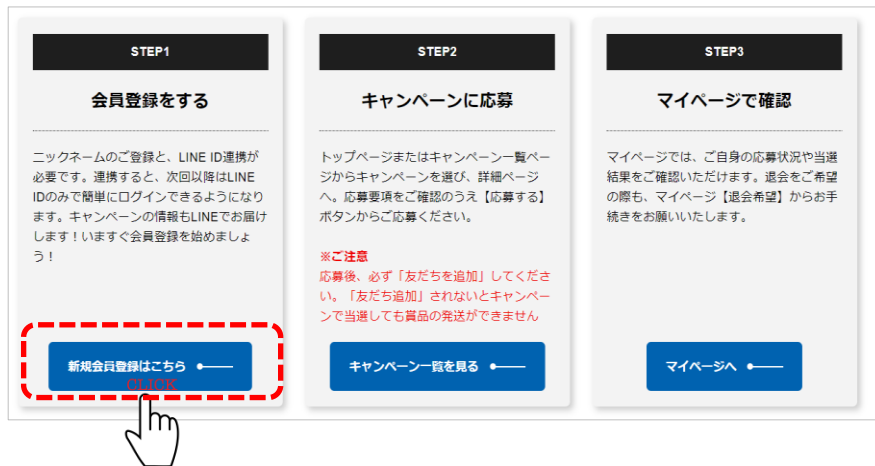 STEP1
会員登録をする
ニックネームのご登録と、LINE ID連携が
必要です。連携すると、次回以降はLINE
IDのみで簡単にログインできるようになり
ます。キャンペーンの情報もLINEでお届け
します！いますぐ会員登録を始めましょ
う！
新規会員登録はこちら
CLICK
STEP2
キャンペーンに応募
トップページまたはキャンペーン一覧ペー
ジからキャンペーンを選び、詳細ページ
へ。応募要項をご確認のうえ【応募する】
ボタンからご応募ください。
※ご注意
応募後、必ず「友だちを追加」してくださ
い。「友だち追加」されないとキャンペー
ンで当選しても賞品の発送ができません
キャンペーン一覧を見る
STEP3
マイページで確認
マイページでは、ご自身の応募状況や当選
結果をご確認いただけます。退会をご希望
の際も、マイページ【退会希望】からお手
続きをお願いいたします。
マイページへ